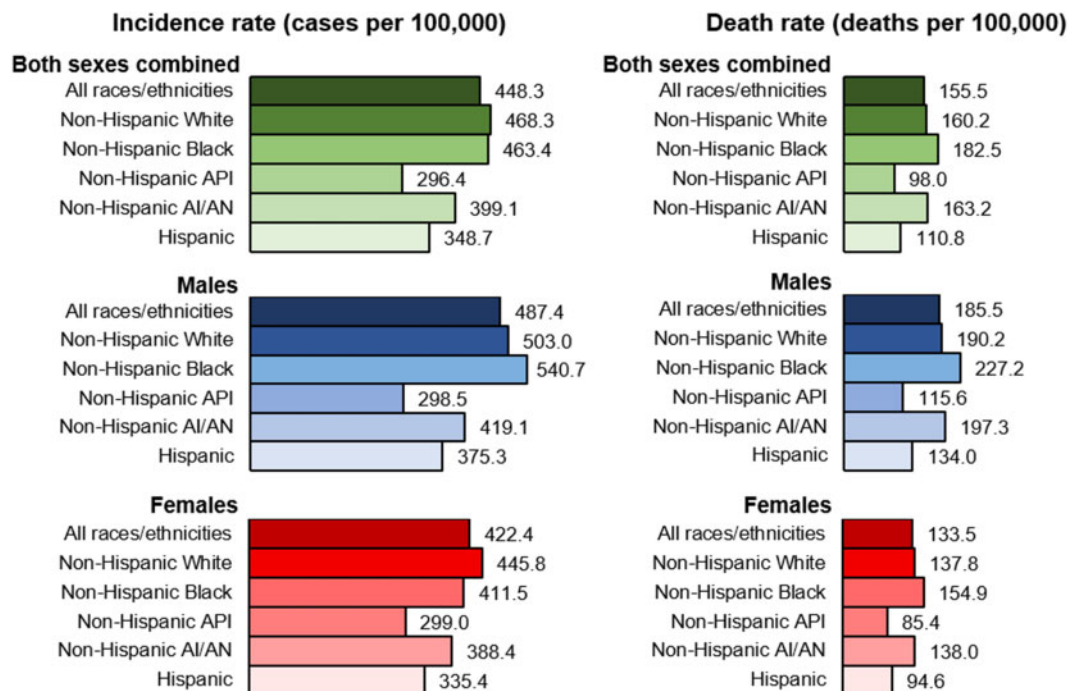 Incidence rate (cases per 100,000)
Both sexes combined
All races/ethnicities 448.3
Non-Hispanic White 468.3
Non-Hispanic Black 463.4
Non-Hispanic API 296.4
Non-Hispanic AI/AN 399.1
Hispanic 348.7
Males
All races/ethnicities 487.4
Non-Hispanic White 503.0
Non-Hispanic Black 540.7
Non-Hispanic API 298.5
Non-Hispanic AI/AN 419.1
Hispanic 375.3
Females
All races/ethnicities 422.4
Non-Hispanic White 445.8
Non-Hispanic Black 411.5
Non-Hispanic API 299.0
Non-Hispanic AI/AN 388.4
Hispanic 335.4
Death rate (deaths per 100,000)
Both sexes combined
All races/ethnicities 155.5
Non-Hispanic White 160.2
Non-Hispanic Black 182.5
Non-Hispanic API 98.0
Non-Hispanic AI/AN 163.2
Hispanic 110.8
Males
All races/ethnicities 185.5
Non-Hispanic White 190.2
Non-Hispanic Black 227.2
Non-Hispanic API 115.6
Non-Hispanic AI/AN 197.3
Hispanic 134.0
Females
All races/ethnicities 133.5
Non-Hispanic White 137.8
Non-Hispanic Black 154.9
Non-Hispanic API 85.4
Non-Hispanic AI/AN 138.0
Hispanic 94.6